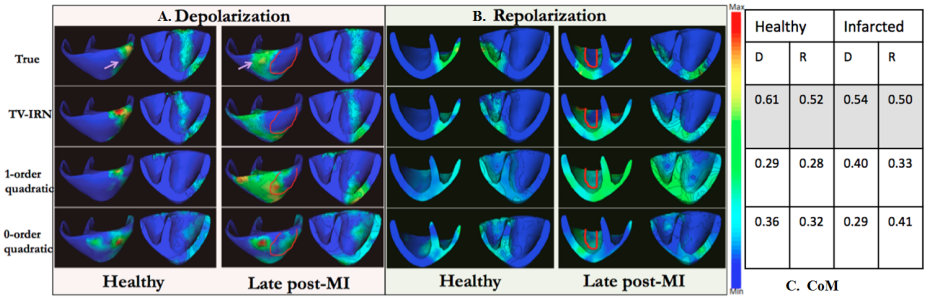 A. Depolarization
B. Repolarization
True
TV-IRN
1-order
quadratic
0-order
quadratic
Healthy
Late post-MI
Healthy
Late post-MI
Max
Min
Healthy Infarcted
D R D R
0.61 0.52 0.54 0.50
0.29 0.28 0.40 0.33
0.36 0.32 0.29 0.41
C. CoM